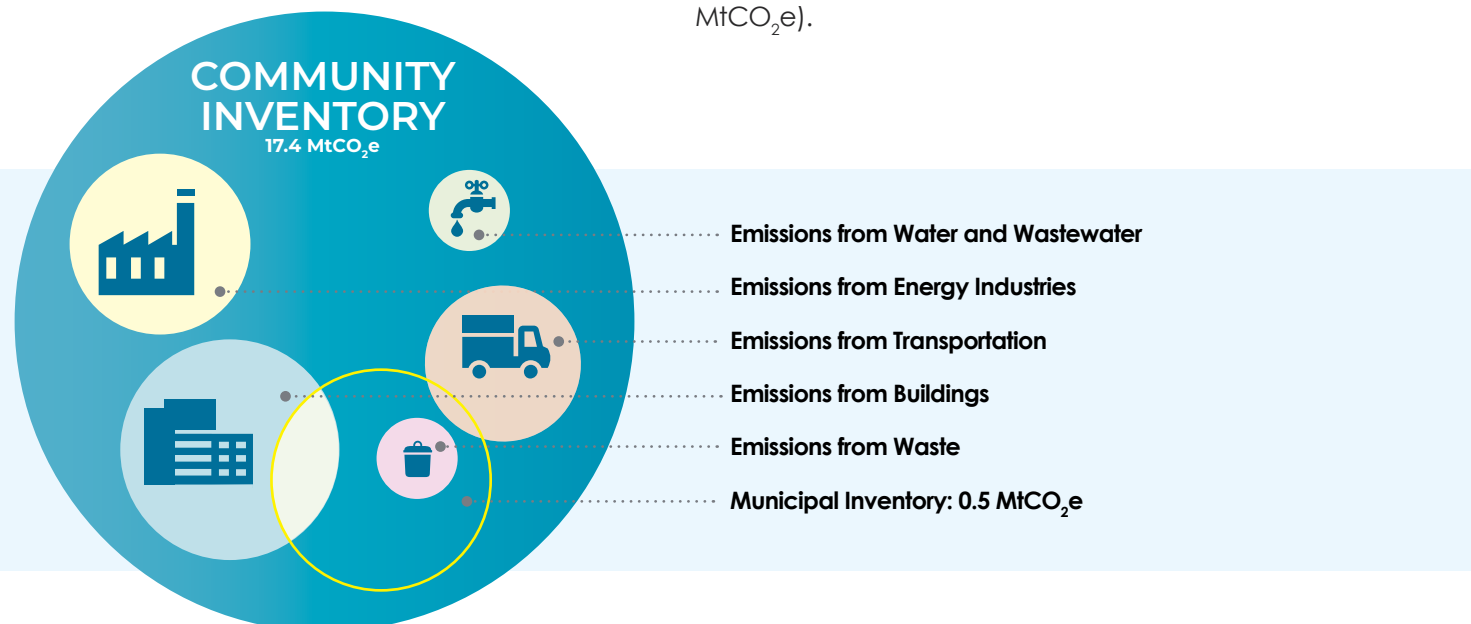 MtCO₂e).
COMMUNITY
INVENTORY
17.4 MtCO₂e
Emissions from Water and Wastewater
Emissions from Energy Industries
Emissions from Transportation
Emissions from Buildings
Emissions from Waste
Municipal Inventory: 0.5 MtCO₂e